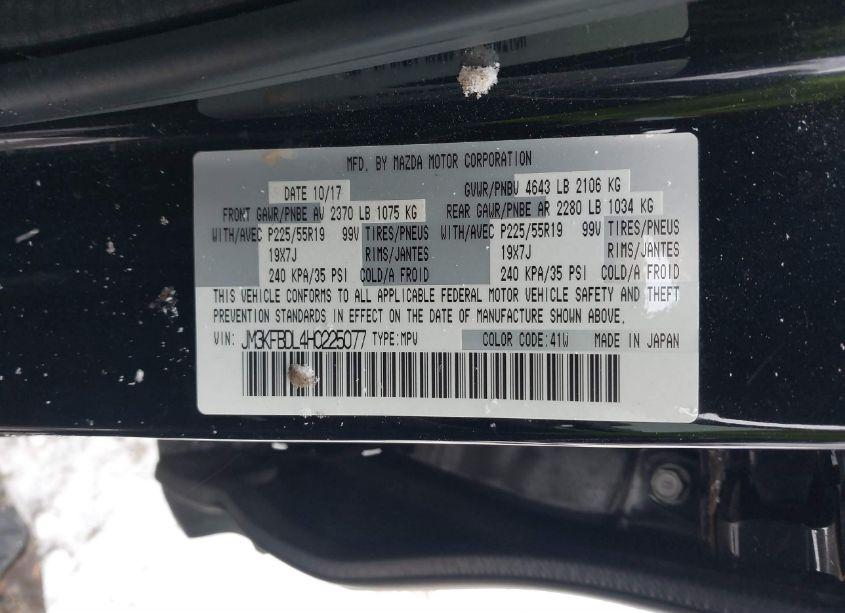 MFD. BY MAZDA MOTOR CORPORATION
DATE 10/17 GVWR/PNBV 4643 LB 2106 KG
FRONT GAWR/PNBE AV 2370 LB 1075 KG REAR GAWR/PNBE AR 2280 LB 1034 KG
WITH/AVEC P225/55R19 99V TIRES/PNEUS WITH/AVEC P225/55R19 99V TIRES/PNEUS
19X7J RIMS/JANTES 19X7J RIMS/JANTES
240 KPA/35 PSI COLD/A FROID 240 KPA/35 PSI COLD/A FROID
THIS VEHICLE CONFORMS TO ALL APPLICABLE FEDERAL MOTOR VEHICLE SAFETY AND THEFT
PREVENTION STANDARDS IN EFFECT ON THE DATE OF MANUFACTURE SHOWN ABOVE.
VIN: JM3KFBDL4H0225077 TYPE:MPV COLOR CODE:41W MADE IN JAPAN